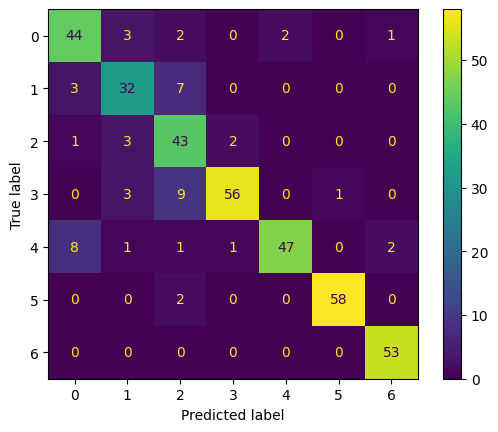 0 44 3 2 0 2 0 1
1 3 32 7 0 0 0 0
2 1 3 43 2 0 0 0
3 0 3 9 56 0 1 0
4 8 1 1 1 47 0 2
5 0 0 2 0 0 58 0
6 0 0 0 0 0 0 53
0 1 2 3 4 5 6
Predicted label
True label
50
40
30
20
10
0